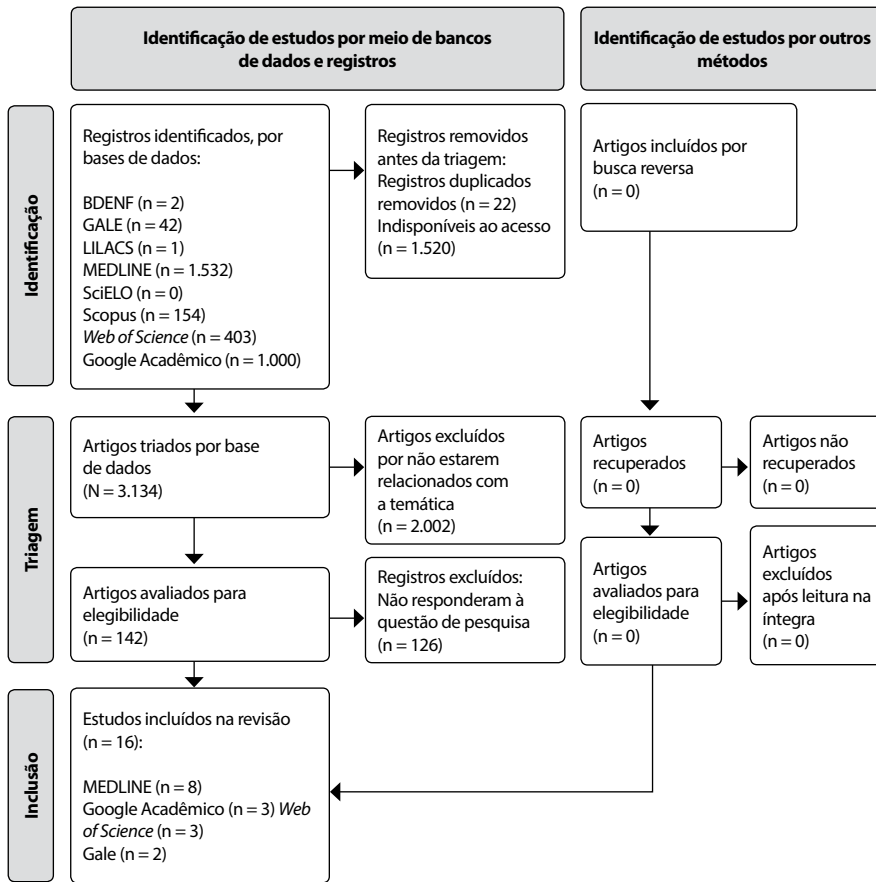 Identificação de estudos por meio de bancos
de dados e registros
Identificação de estudos por outros
métodos
Identificação
Registros identificados, por
bases de dados:
BDENF (n = 2)
GALE (n = 42)
LILACS (n = 1)
MEDLINE (n = 1.532)
SciELO (n = 0)
Scopus (n = 154)
Web of Science (n = 403)
Google Acadêmico (n = 1.000)
Registros removidos
antes da triagem:
Registros duplicados
removidos (n = 22)
Indisponíveis ao acesso
(n = 1.520)
Artigos incluídos por
busca reversa
(n = 0)
Triagem
Artigos triados por base
de dados
(N = 3.134)
Artigos excluídos
por não estarem
relacionados com
a temática
(n = 2.002)
Artigos
recuperados
(n = 0)
Artigos não
recuperados
(n = 0)
Artigos avaliados para
elegibilidade
(n = 142)
Registros excluídos:
Não responderam à
questão de pesquisa
(n = 126)
Artigos
avaliados para
elegibilidade
(n = 0)
Artigos
excluídos
após leitura na
íntegra
(n = 0)
Inclusão
Estudos incluídos na revisão
(n = 16):
MEDLINE (n = 8)
Google Acadêmico (n = 3) Web
of Science (n = 3)
Gale (n = 2)